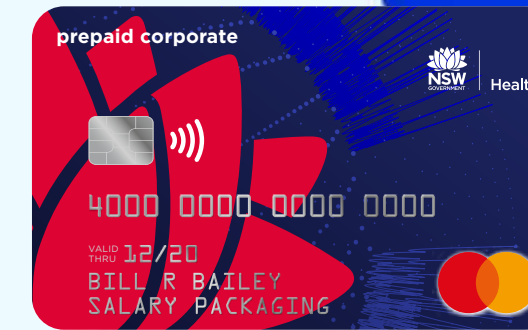 prepaid corporate
NSW
GOVERNMENT
Healt
4000 0000 0000 0000
VALID
THRU 12/20
BILL R BAILEY
SALARY PACKAGING